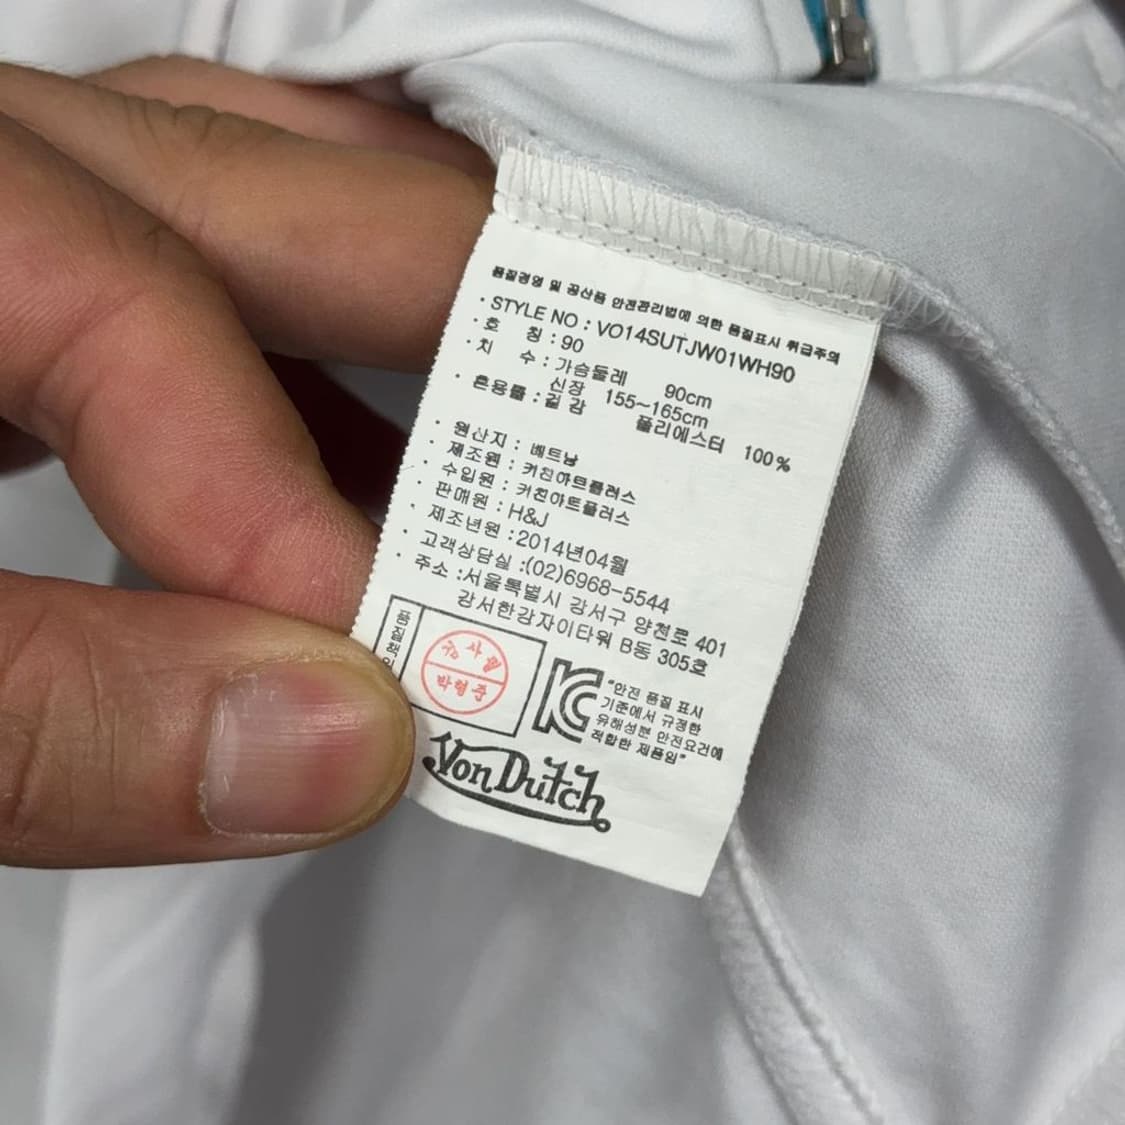 품질경영 및 공산품 안전관리법에 의한 품질표시 취급주의
· STYLE NO : VO14SUTJW01WH90
· 호 칭 : 90
· 치 수 : 가슴둘레 90cm
신장 155~165cm
· 혼용률 : 겉감 폴리에스터 100%
· 원산지 : 베트남
· 제조원 : 커친아트플러스
· 수입원 : 커친아트플러스
· 판매원 : H&J
· 제조년원 : 2014년04월
· 고객상담실 :(02)6968-5544
· 주소 :서울특별시 강서구 양천로 401
강서한강자이타워 B동 305호
품질책임
검사필
박형준
KC
"안전 품질 표시
기준에서 규정한
유해성분 안전요건에
적합한 제품임"
Von Dutch